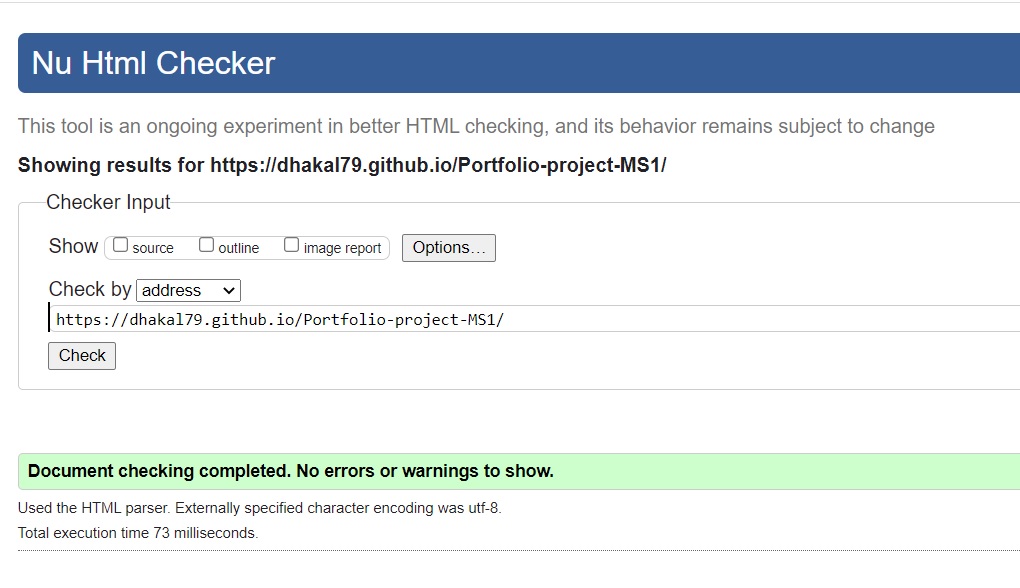 Nu Html Checker
This tool is an ongoing experiment in better HTML checking, and its behavior remains subject to change
Showing results for https://dhakal79.github.io/Portfolio-project-MS1/
Checker Input
Show source outline image report Options...
Check by address
https://dhakal79.github.io/Portfolio-project-MS1/
Check
Document checking completed. No errors or warnings to show.
Used the HTML parser. Externally specified character encoding was utf-8.
Total execution time 73 milliseconds.